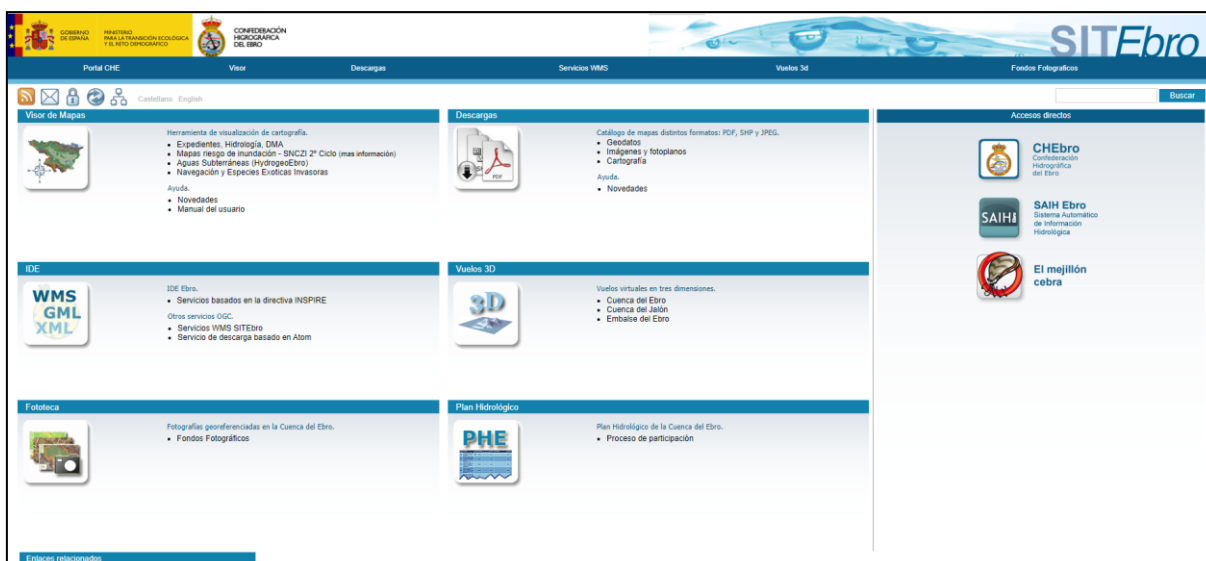 GOBIERNO
DE ESPAÑA
MINISTERIO
PARA LA TRANSICIÓN ECOLÓGICA
Y EL RETO DEMOGRÁFICO
CONFEDERACIÓN
HIDROGRÁFICA
DEL EBRO
SITEbro
Portal CHE Visor Descargas Servicios WMS Vuelos 3d Fondos Fotograficos
Castellano English
Buscar
Visor de Mapas
Herramienta de visualización de cartografía.
Expedientes, Hidrología, DMA
Mapas riesgo de inundación - SNCZI 2º Ciclo (mas información)
Aguas Subterráneas (HydrogeoEbro)
Navegación y Especies Exoticas Invasoras
Ayuda.
Novedades
Manual del usuario
Descargas
PDF
Catálogo de mapas distintos formatos: PDF, SHP y JPEG.
Geodatos
Imágenes y fotoplanos
Cartografía
Ayuda.
Novedades
Accesos directos
CHEbro
Confederación
Hidrográfica
del Ebro
SAIH
SAIH Ebro
Sistema Automático
de Información
Hidrológica
El mejillón
cebra
IDE
WMS
GML
XML
IDE Ebro.
Servicios basados en la directiva INSPIRE
Otros servicios OGC.
Servicios WMS SITEbro
Servicio de descarga basado en Atom
Vuelos 3D
3D
Vuelos virtuales en tres dimensiones.
Cuenca del Ebro
Cuenca del Jalón
Embalse del Ebro
Fototeca
Fotografías georeferenciadas en la Cuenca del Ebro.
Fondos Fotográficos
Plan Hidrológico
PHE
Plan Hidrológico de la Cuenca del Ebro.
Proceso de participación
Enlaces relacionados